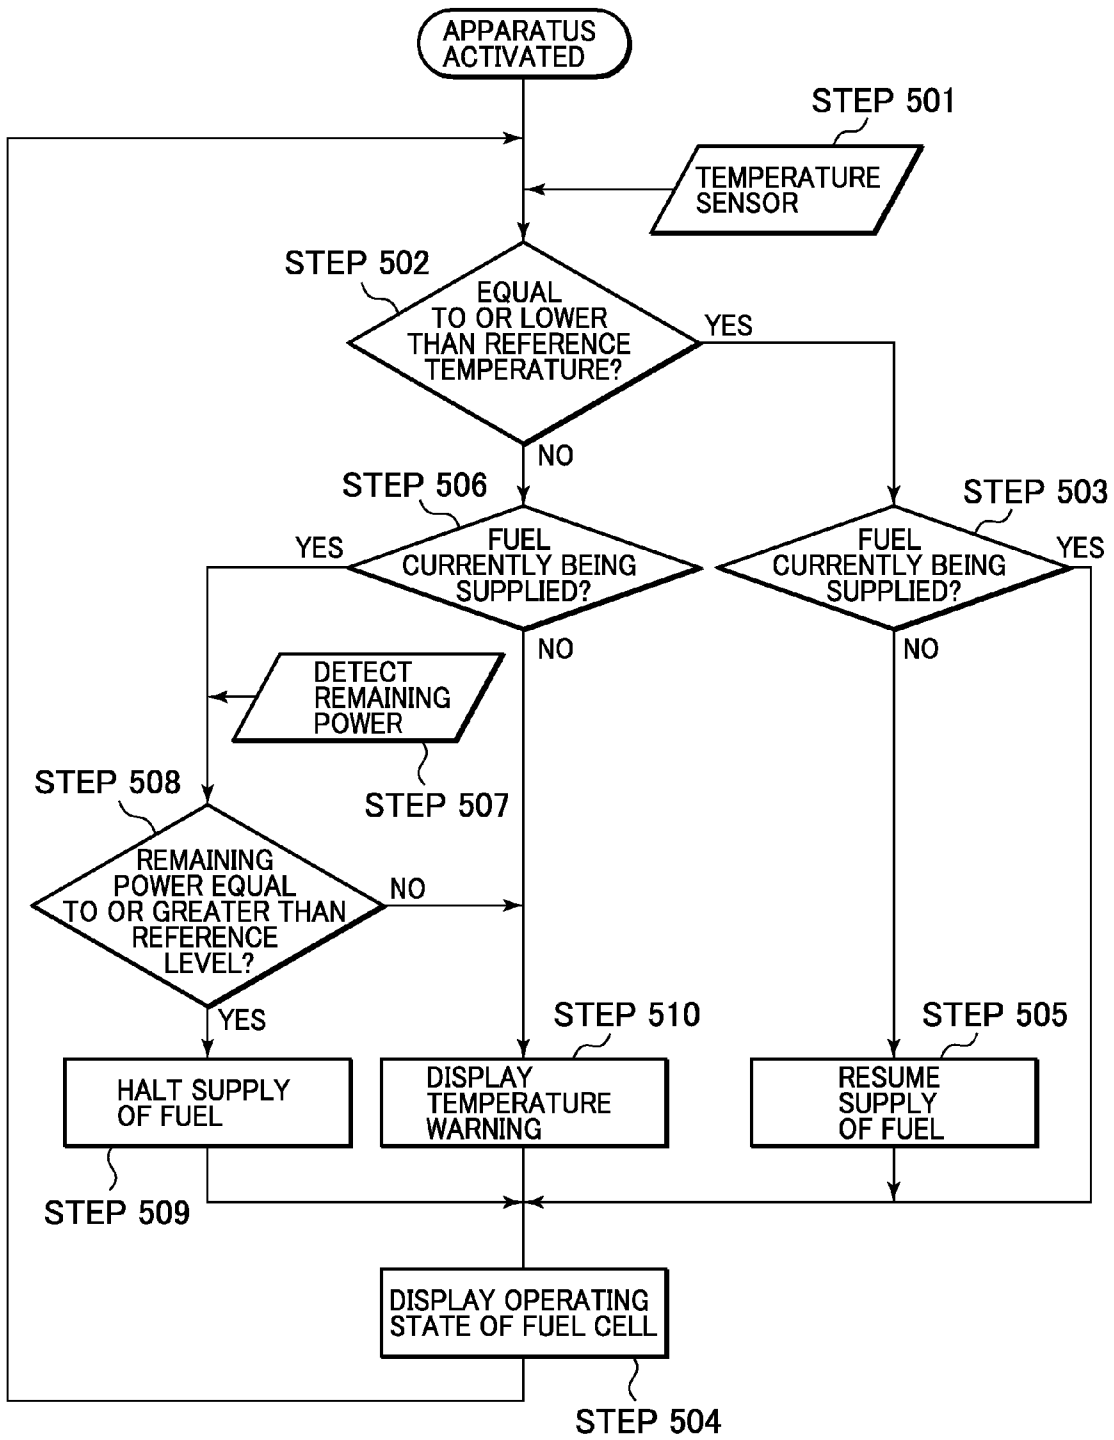 APPARATUS
ACTIVATED
STEP 501
TEMPERATURE
SENSOR
STEP 502
EQUAL
TO OR LOWER
THAN REFERENCE
TEMPERATURE?
YES
NO
STEP 506
STEP 503
YES
FUEL
CURRENTLY BEING
SUPPLIED?
FUEL
CURRENTLY BEING
SUPPLIED?
YES
NO
NO
DETECT
REMAINING
POWER
STEP 507
STEP 508
REMAINING
POWER EQUAL
TO OR GREATER THAN
REFERENCE
LEVEL?
NO
YES
STEP 510
STEP 505
HALT SUPPLY
OF FUEL
DISPLAY
TEMPERATURE
WARNING
RESUME
SUPPLY
OF FUEL
STEP 509
DISPLAY OPERATING
STATE OF FUEL CELL
STEP 504